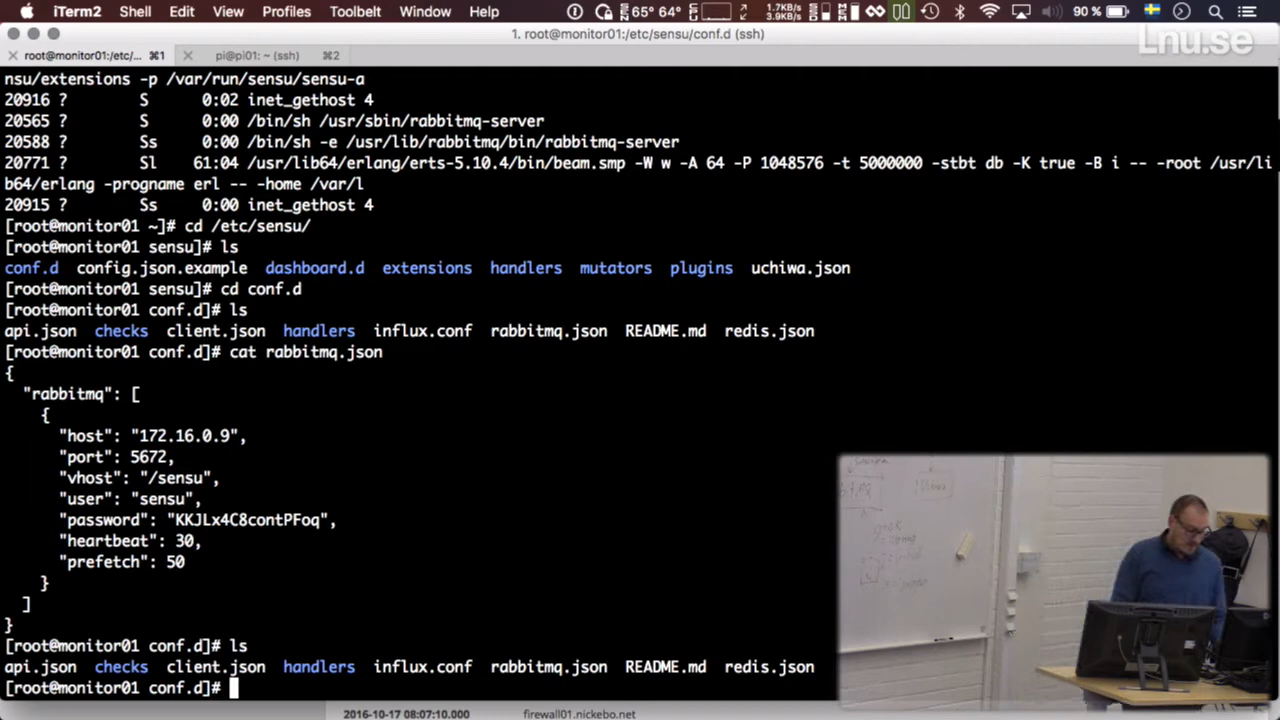 iTerm2 Shell Edit View Profiles Toolbelt Window Help 65° 64° 1.7KB/s 3.9KB/s 90 %
1. root@monitor01:/etc/sensu/conf.d (ssh)
Lnu.se
root@monitor01:/etc/... ⌘1 pi@pi01: ~ (ssh) ⌘2
nsu/extensions -p /var/run/sensu/sensu-a
20916 ? S 0:02 inet_gethost 4
20565 ? S 0:00 /bin/sh /usr/sbin/rabbitmq-server
20588 ? Ss 0:00 /bin/sh -e /usr/lib/rabbitmq/bin/rabbitmq-server
20771 ? Sl 61:04 /usr/lib64/erlang/erts-5.10.4/bin/beam.smp -W w -A 64 -P 1048576 -t 5000000 -stbt db -K true -B i -- -root /usr/li
b64/erlang -progname erl -- -home /var/l
20915 ? Ss 0:00 inet_gethost 4
[root@monitor01 ~]# cd /etc/sensu/
[root@monitor01 sensu]# ls
conf.d config.json.example dashboard.d extensions handlers mutators plugins uchiwa.json
[root@monitor01 sensu]# cd conf.d
[root@monitor01 conf.d]# ls
api.json checks client.json handlers influx.conf rabbitmq.json README.md redis.json
[root@monitor01 conf.d]# cat rabbitmq.json
{
"rabbitmq": [
{
"host": "172.16.0.9",
"port": 5672,
"vhost": "/sensu",
"user": "sensu",
"password": "KKJLx4C8contPFoq",
"heartbeat": 30,
"prefetch": 50
}
]
}
[root@monitor01 conf.d]# ls
api.json checks client.json handlers influx.conf rabbitmq.json README.md redis.json
[root@monitor01 conf.d]#
2016-10-17 08:07:10.000 firewall01.nickebo.net